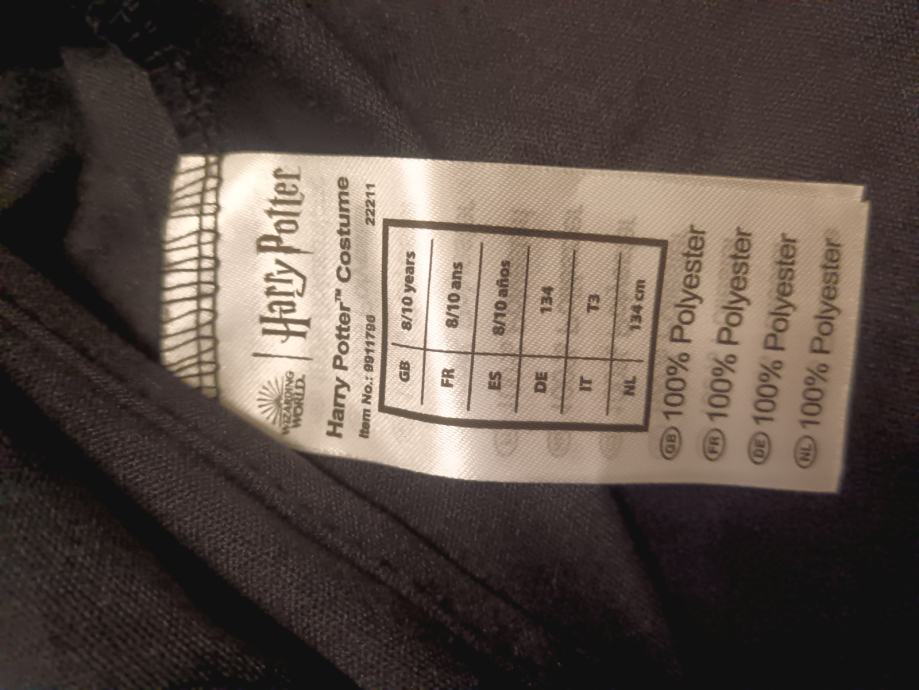 WIZARDING WORLD. | Harry Potter
Harry Potter™ Costume
Item No.: 9911796 22211
GB 8/10 years
FR 8/10 ans
ES 8/10 años
DE 134
IT T3
NL 134 cm
GB 100% Polyester
FR 100% Polyester
DE 100% Polyester
NL 100% Polyester